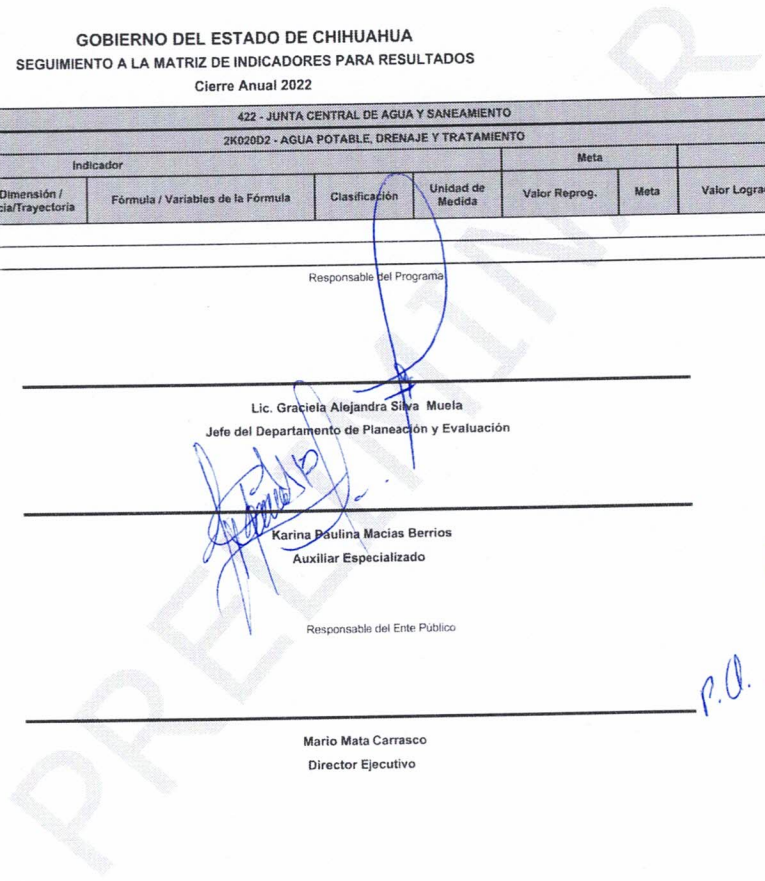 GOBIERNO DEL ESTADO DE CHIHUAHUA
SEGUIMIENTO A LA MATRIZ DE INDICADORES PARA RESULTADOS
Cierre Anual 2022
422 - JUNTA CENTRAL DE AGUA Y SANEAMIENTO
2K020D2 - AGUA POTABLE, DRENAJE Y TRATAMIENTO
Indicador Meta
Dimensión /
cia/Trayectoria Fórmula / Variables de la Fórmula Clasificación Unidad de
Medida Valor Reprog. Meta Valor Lograd
Responsable del Programa
Lic. Graciela Alejandra Silva Muela
Jefe del Departamento de Planeación y Evaluación
Karina Paulina Macias Berrios
Auxiliar Especializado
Responsable del Ente Público
P.A.
Mario Mata Carrasco
Director Ejecutivo
PRELIMINAR